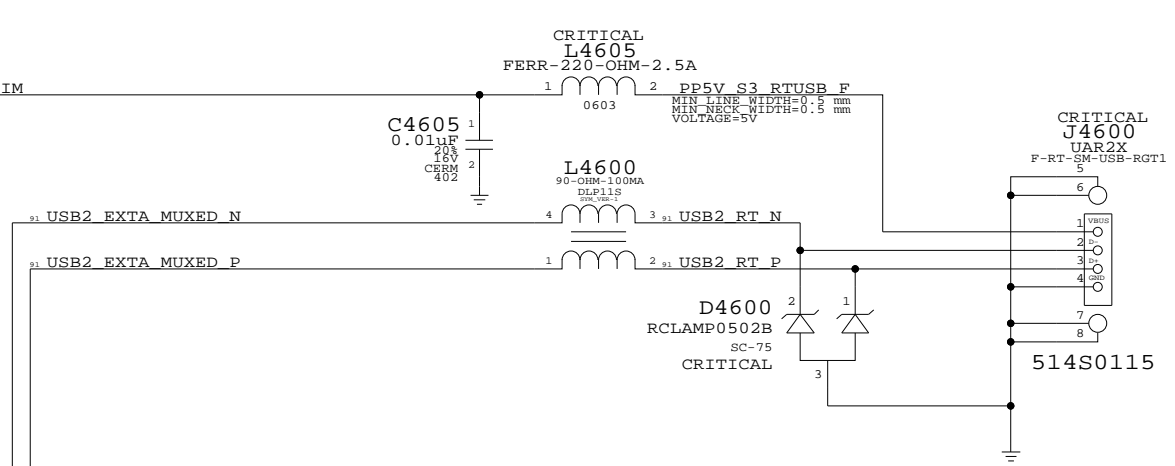 CRITICAL
L4605
FERR-220-OHM-2.5A
IM
1
2
PP5V_S3_RTUSB_F
0603
MIN_LINE_WIDTH=0.5 mm
MIN_NECK_WIDTH=0.5 mm
VOLTAGE=5V
C4605
1
0.01uF
20%
16V
CERM
402
2
CRITICAL
J4600
UAR2X
F-RT-SM-USB-RGT1
5
6
L4600
90-OHM-100MA
DLP11S
SYM_VER-1
91 USB2_EXTA_MUXED_N
4
3
91 USB2_RT_N
1
VBUS
2
D-
91 USB2_EXTA_MUXED_P
1
2
91 USB2_RT_P
3
D+
4
GND
D4600
2
1
RCLAMP0502B
SC-75
CRITICAL
3
7
8
514S0115